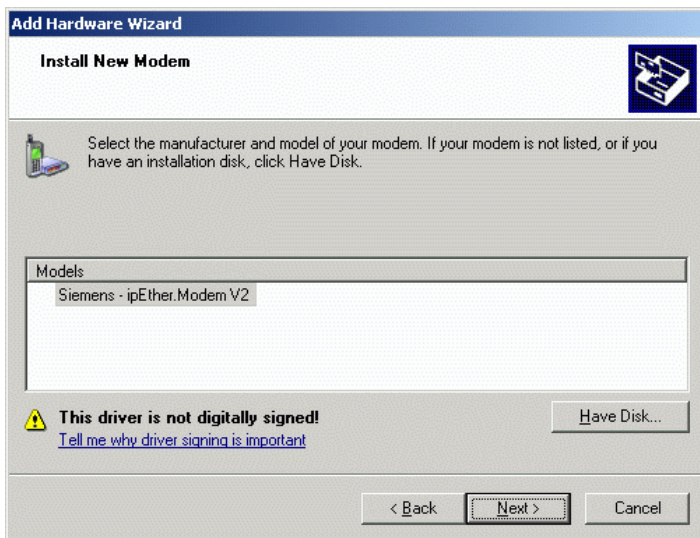 Add Hardware Wizard
Install New Modem
Select the manufacturer and model of your modem. If your modem is not listed, or if you
have an installation disk, click Have Disk.
Models
Siemens - ipEther.Modem V2
This driver is not digitally signed!
Tell me why driver signing is important
Have Disk...
< Back
Next >
Cancel